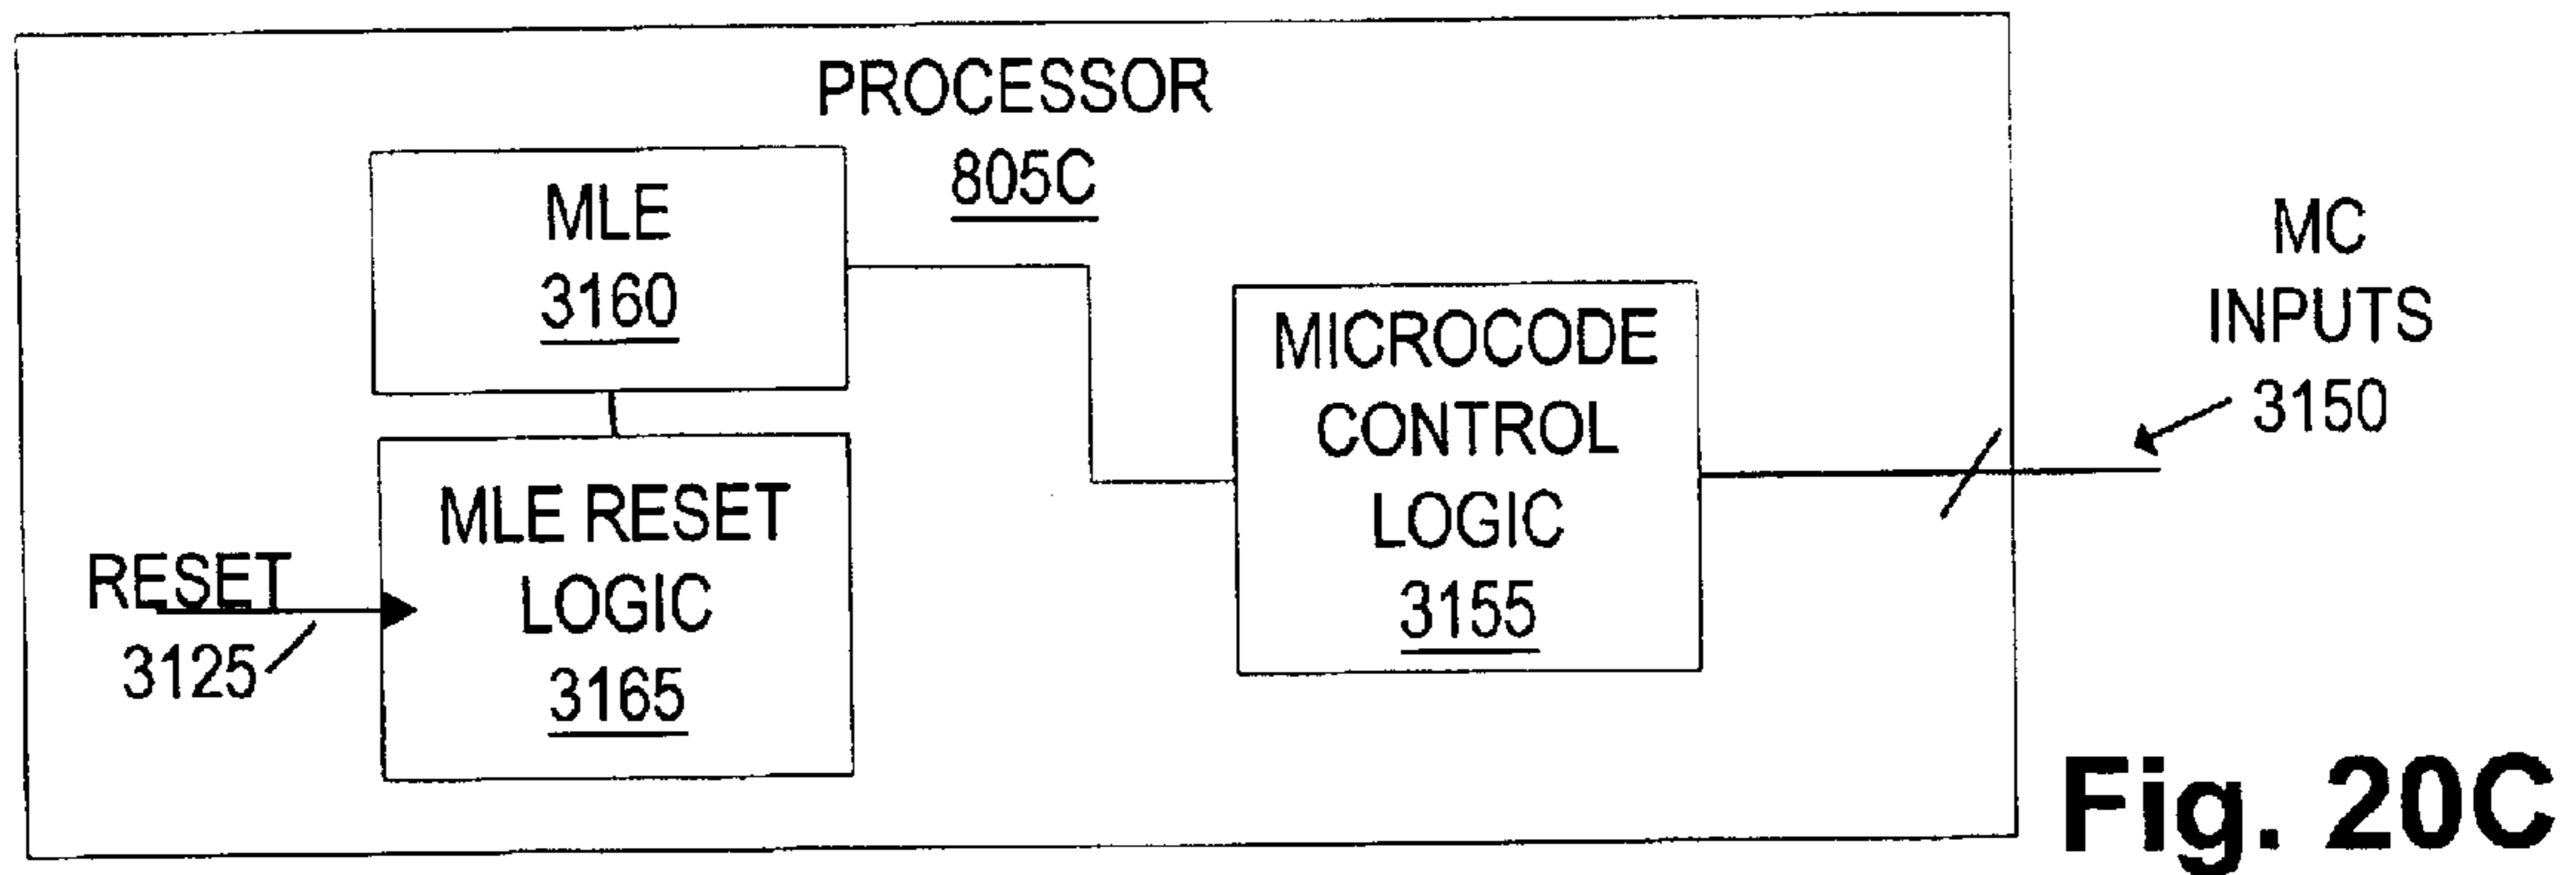 PROCESSOR
805C
MLE
3160
MLE RESET
LOGIC
3165
RESET
3125
MICROCODE
CONTROL
LOGIC
3155
MC
INPUTS
3150
Fig. 20C